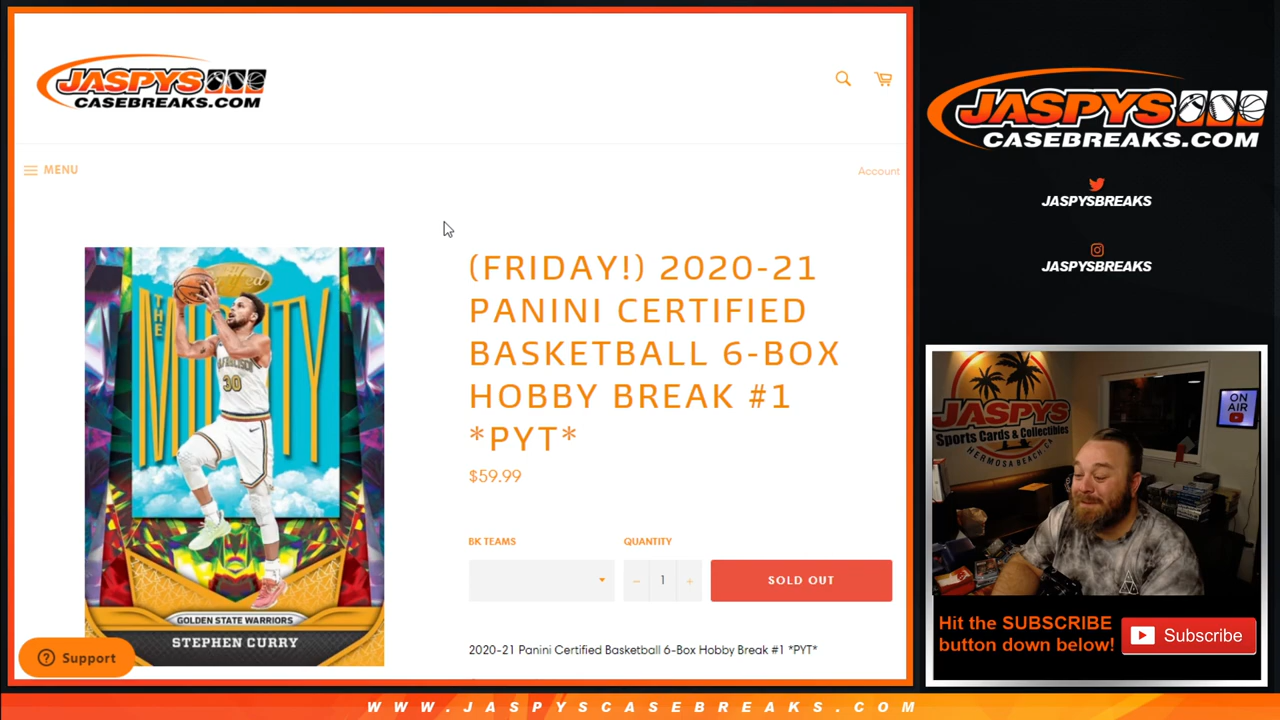 JASPYS
CASEBREAKS.COM
MENU
Account
THE
MIGHTY
30
GOLDEN STATE WARRIORS
STEPHEN CURRY
Support
(FRIDAY!) 2020-21
PANINI CERTIFIED
BASKETBALL 6-BOX
HOBBY BREAK #1
*PYT*
$59.99
BK TEAMS
QUANTITY
1
SOLD OUT
2020-21 Panini Certified Basketball 6-Box Hobby Break #1 *PYT*
JASPYS
CASEBREAKS.COM
JASPYSBREAKS
JASPYSBREAKS
JASPYS
Sports Cards & Collectibles
HERMOSA BEACH, CA
ON
AIR
Hit the SUBSCRIBE
button down below!
Subscribe
WWW.JASPYSCASEBREAKS.COM